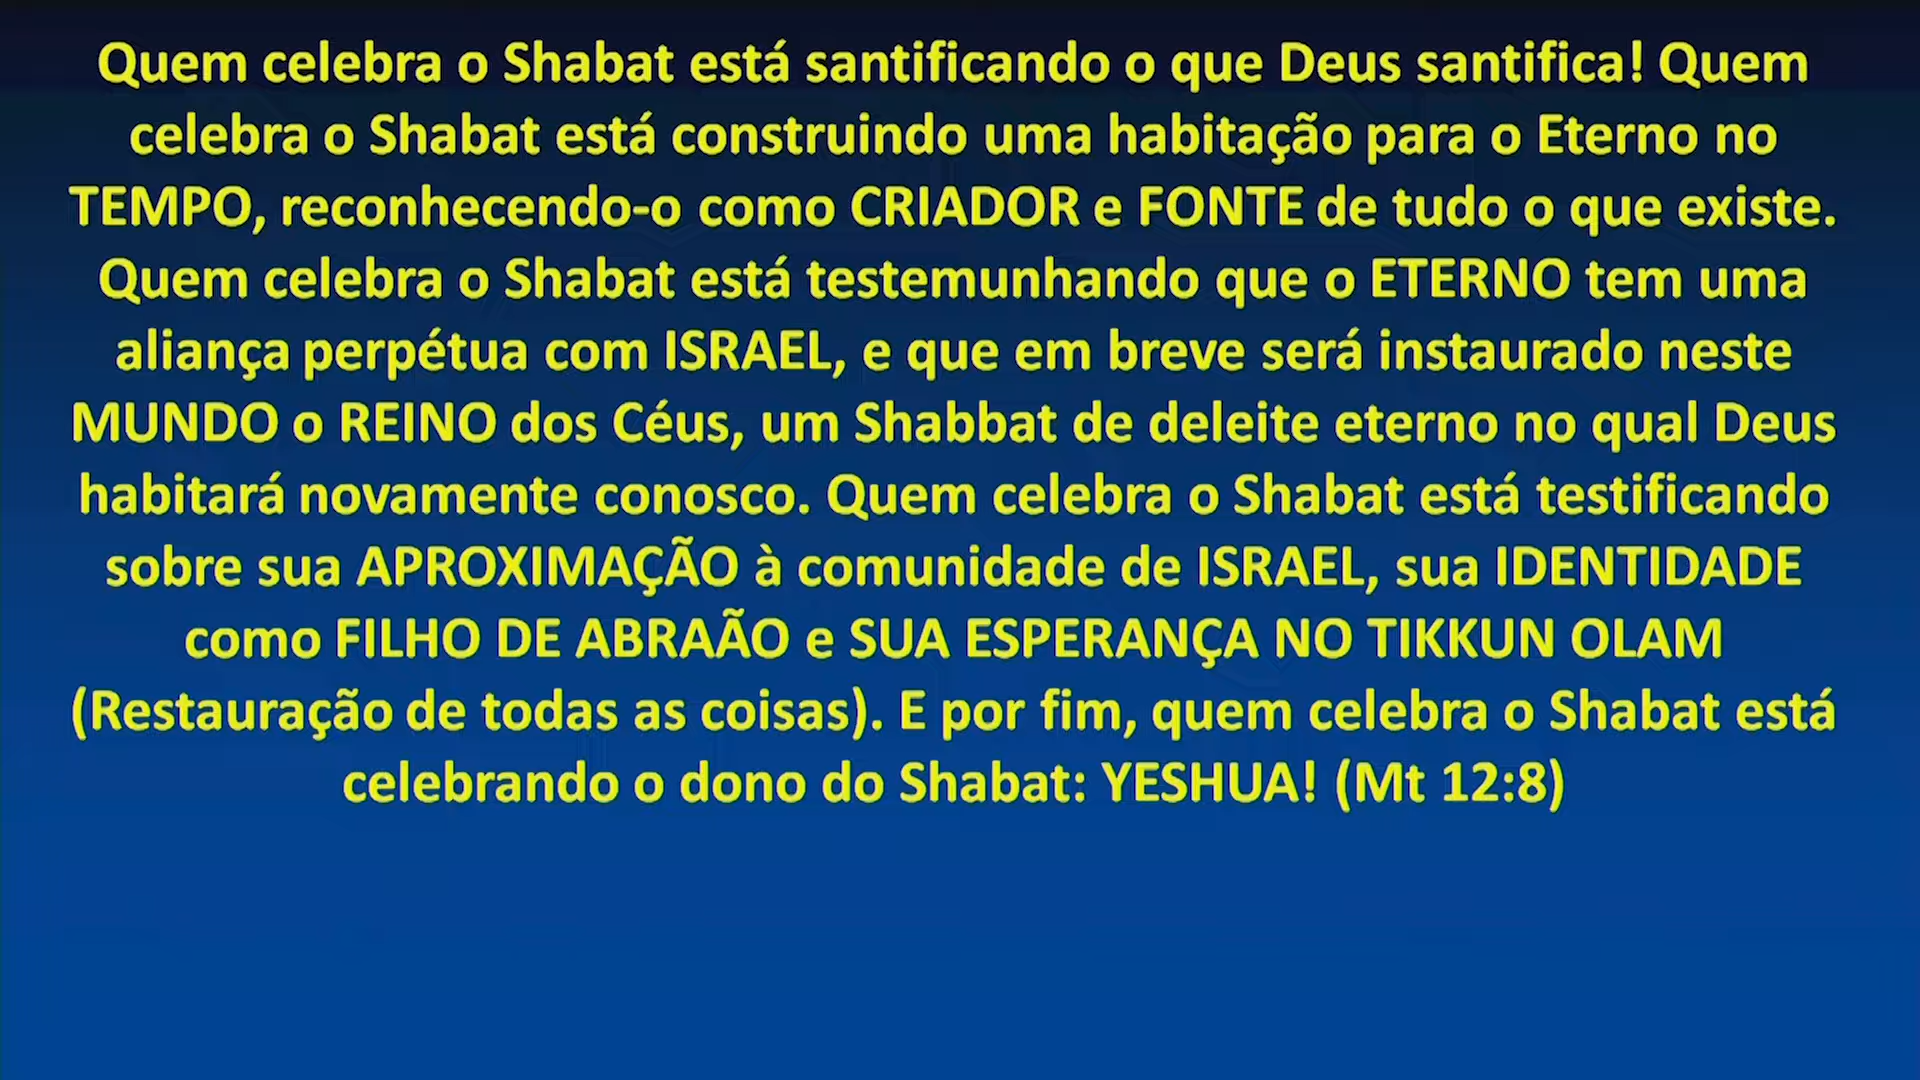 Quem celebra o Shabat está santificando o que Deus santifica! Quem
celebra o Shabat está construindo uma habitação para o Eterno no
TEMPO, reconhecendo-o como CRIADOR e FONTE de tudo o que existe.
Quem celebra o Shabat está testemunhando que o ETERNO tem uma
aliança perpétua com ISRAEL, e que em breve será instaurado neste
MUNDO o REINO dos Céus, um Shabbat de deleite eterno no qual Deus
habitará novamente conosco. Quem celebra o Shabat está testificando
sobre sua APROXIMAÇÃO à comunidade de ISRAEL, sua IDENTIDADE
como FILHO DE ABRAÃO e SUA ESPERANÇA NO TIKKUN OLAM
(Restauração de todas as coisas). E por fim, quem celebra o Shabat está
celebrando o dono do Shabat: YESHUA! (Mt 12:8)